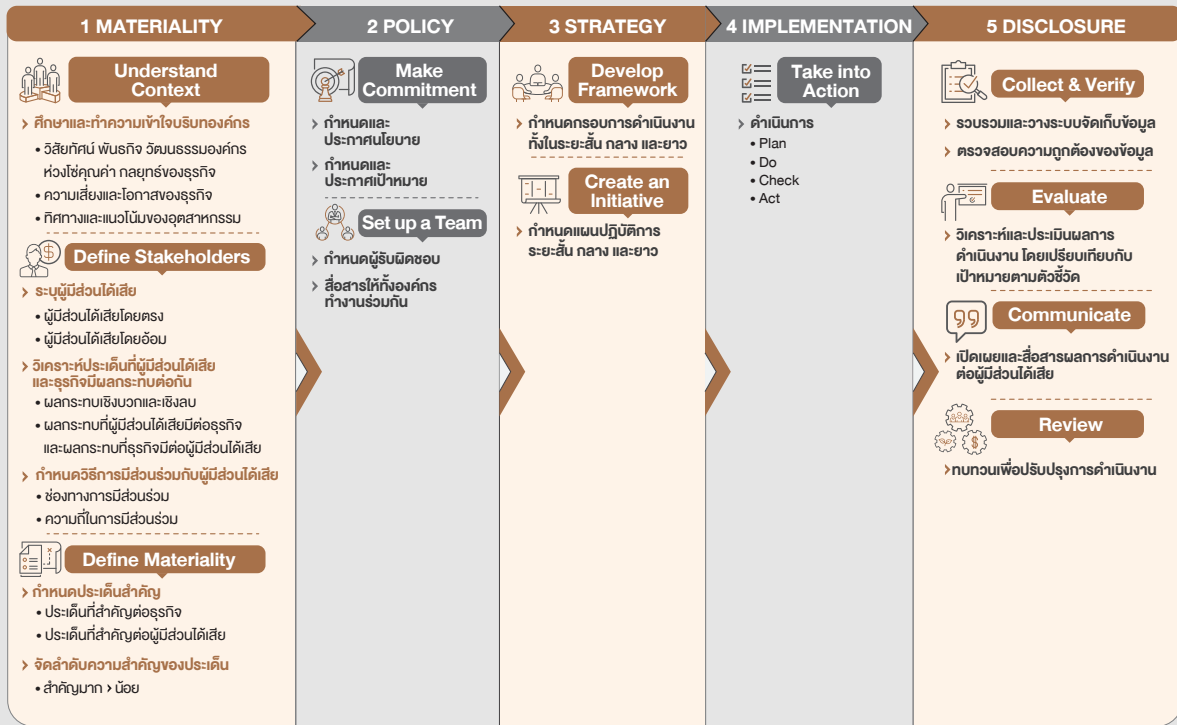 1 MATERIALITY
Understand
Context
› ศึกษาและทำความเข้าใจบริบทองค์กร
• วิสัยทัศน์ พันธกิจ วัฒนธรรมองค์กร
ห่วงโซ่คุณค่า กลยุทธ์ของธุรกิจ
• ความเสี่ยงและโอกาสของธุรกิจ
• ทิศทางและแนวโน้มของอุตสาหกรรม
Define Stakeholders
› ระบุผู้มีส่วนได้เสีย
• ผู้มีส่วนได้เสียโดยตรง
• ผู้มีส่วนได้เสียโดยอ้อม
› วิเคราะห์ประเด็นที่ผู้มีส่วนได้เสีย
และธุรกิจมีผลกระทบต่อกัน
• ผลกระทบเชิงบวกและเชิงลบ
• ผลกระทบที่ผู้มีส่วนได้เสียมีต่อธุรกิจ
และผลกระทบที่ธุรกิจมีต่อผู้มีส่วนได้เสีย
› กำหนดวิธีการมีส่วนร่วมกับผู้มีส่วนได้เสีย
• ช่องทางการมีส่วนร่วม
• ความถี่ในการมีส่วนร่วม
Define Materiality
› กำหนดประเด็นสำคัญ
• ประเด็นที่สำคัญต่อธุรกิจ
• ประเด็นที่สำคัญต่อผู้มีส่วนได้เสีย
› จัดลำดับความสำคัญของประเด็น
• สำคัญมาก › น้อย
2 POLICY
Make
Commitment
› กำหนดและ
ประกาศนโยบาย
› กำหนดและ
ประกาศเป้าหมาย
Set up a Team
› กำหนดผู้รับผิดชอบ
› สื่อสารให้ทั้งองค์กร
ทำงานร่วมกัน
3 STRATEGY
Develop
Framework
› กำหนดกรอบการดำเนินงาน
ทั้งในระยะสั้น กลาง และยาว
Create an
Initiative
› กำหนดแผนปฏิบัติการ
ระยะสั้น กลาง และยาว
4 IMPLEMENTATION
Take into
Action
› ดำเนินการ
• Plan
• Do
• Check
• Act
5 DISCLOSURE
Collect & Verify
› รวบรวมและวางระบบจัดเก็บข้อมูล
› ตรวจสอบความถูกต้องของข้อมูล
Evaluate
› วิเคราะห์และประเมินผลการ
ดำเนินงาน โดยเปรียบเทียบกับ
เป้าหมายตามตัวชี้วัด
Communicate
› เปิดเผยและสื่อสารผลการดำเนินงาน
ต่อผู้มีส่วนได้เสีย
Review
›ทบทวนเพื่อปรับปรุงการดำเนินงาน